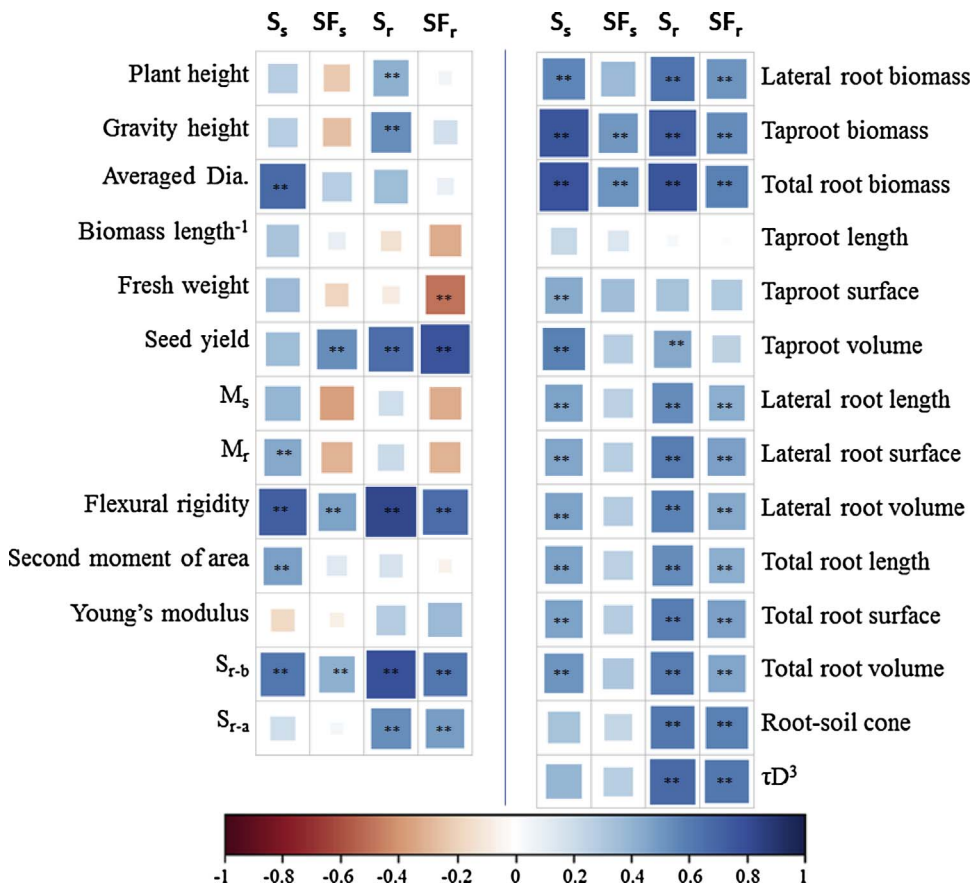 Ss SFs Sr SFr Ss SFs Sr SFr
Plant height ** ** ** ** Lateral root biomass
Gravity height ** ** ** ** ** Taproot biomass
Averaged Dia. ** ** ** ** ** Total root biomass
Biomass length-1 Taproot length
Fresh weight ** ** Taproot surface
Seed yield ** ** ** ** ** Taproot volume
Ms ** ** ** Lateral root length
Mr ** ** ** ** Lateral root surface
Flexural rigidity ** ** ** ** ** ** ** Lateral root volume
Second moment of area ** ** ** ** Total root length
Young's modulus ** ** ** Total root surface
Sr-b ** ** ** ** ** ** ** Total root volume
Sr-a ** ** ** ** Root-soil cone
** ** τD3
-1 -0.8 -0.6 -0.4 -0.2 0 0.2 0.4 0.6 0.8 1